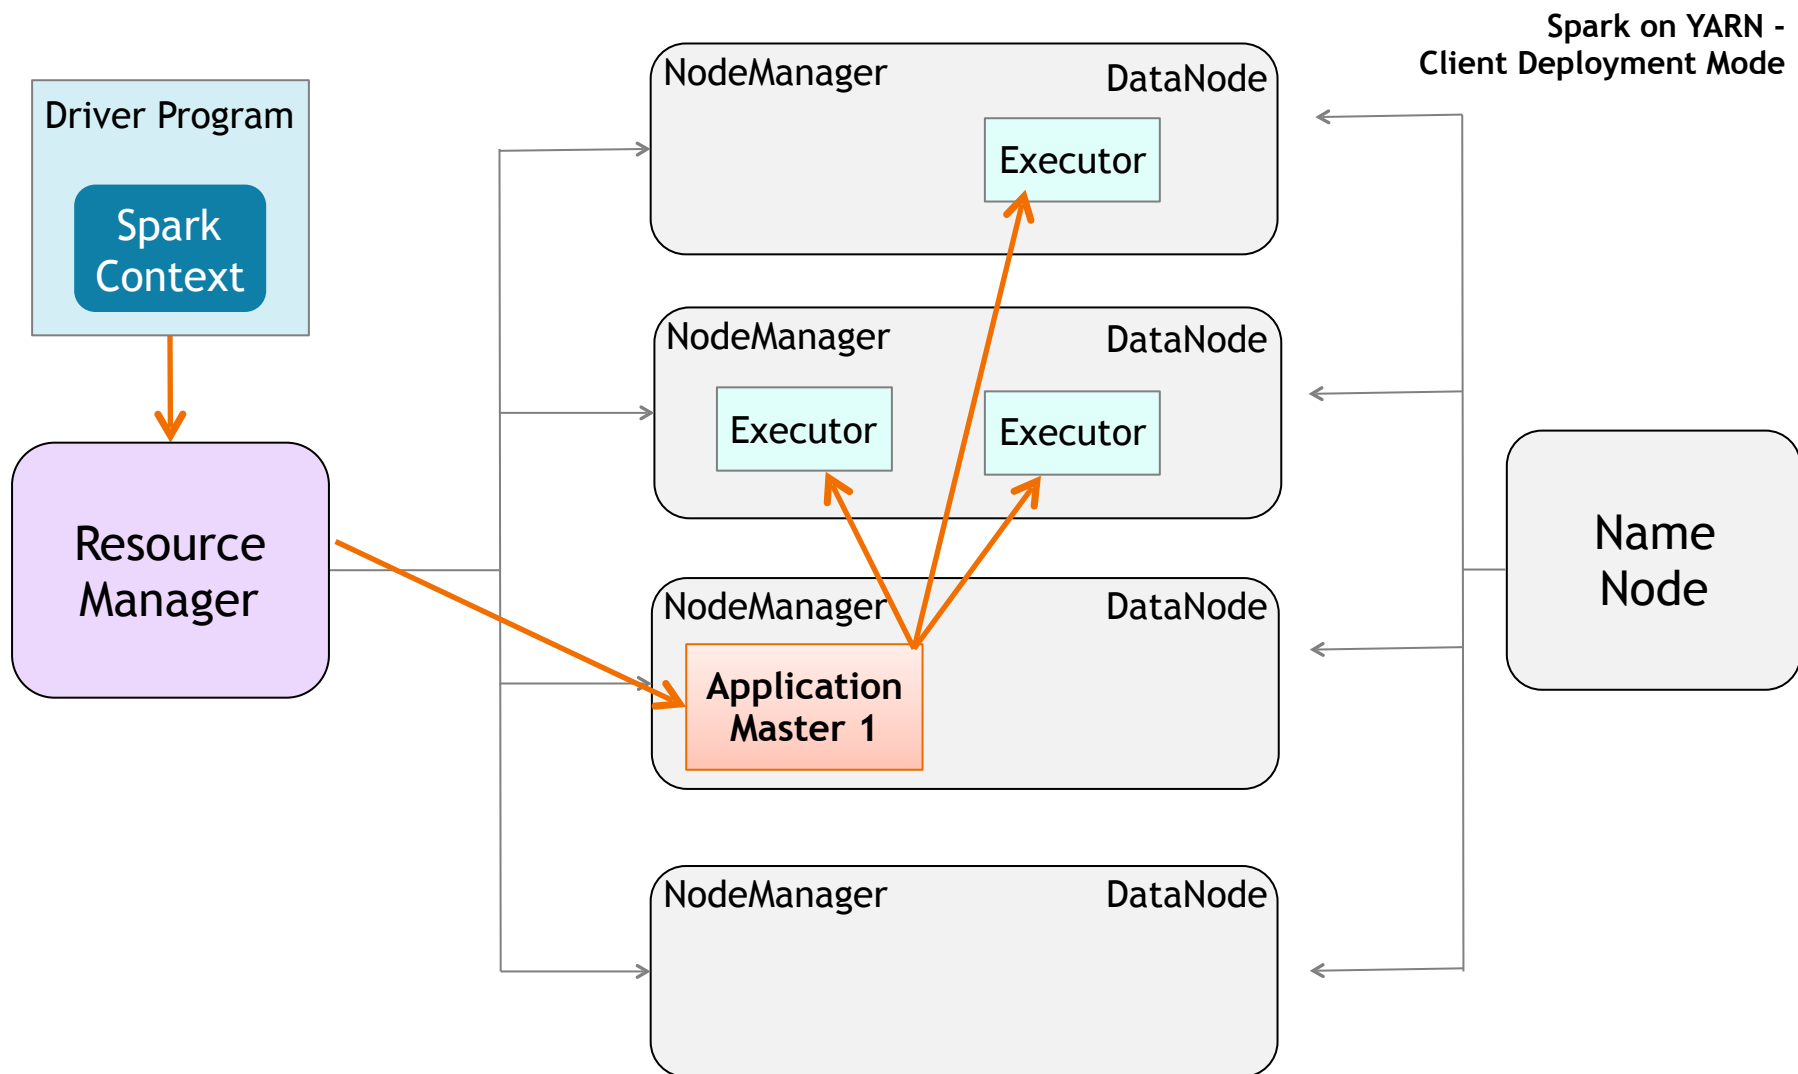 Spark on YARN -
Client Deployment Mode
Driver Program
Spark
Context
Resource
Manager
NodeManager
DataNode
Executor
NodeManager
DataNode
Executor
Executor
NodeManager
DataNode
Application
Master 1
NodeManager
DataNode
Name
Node